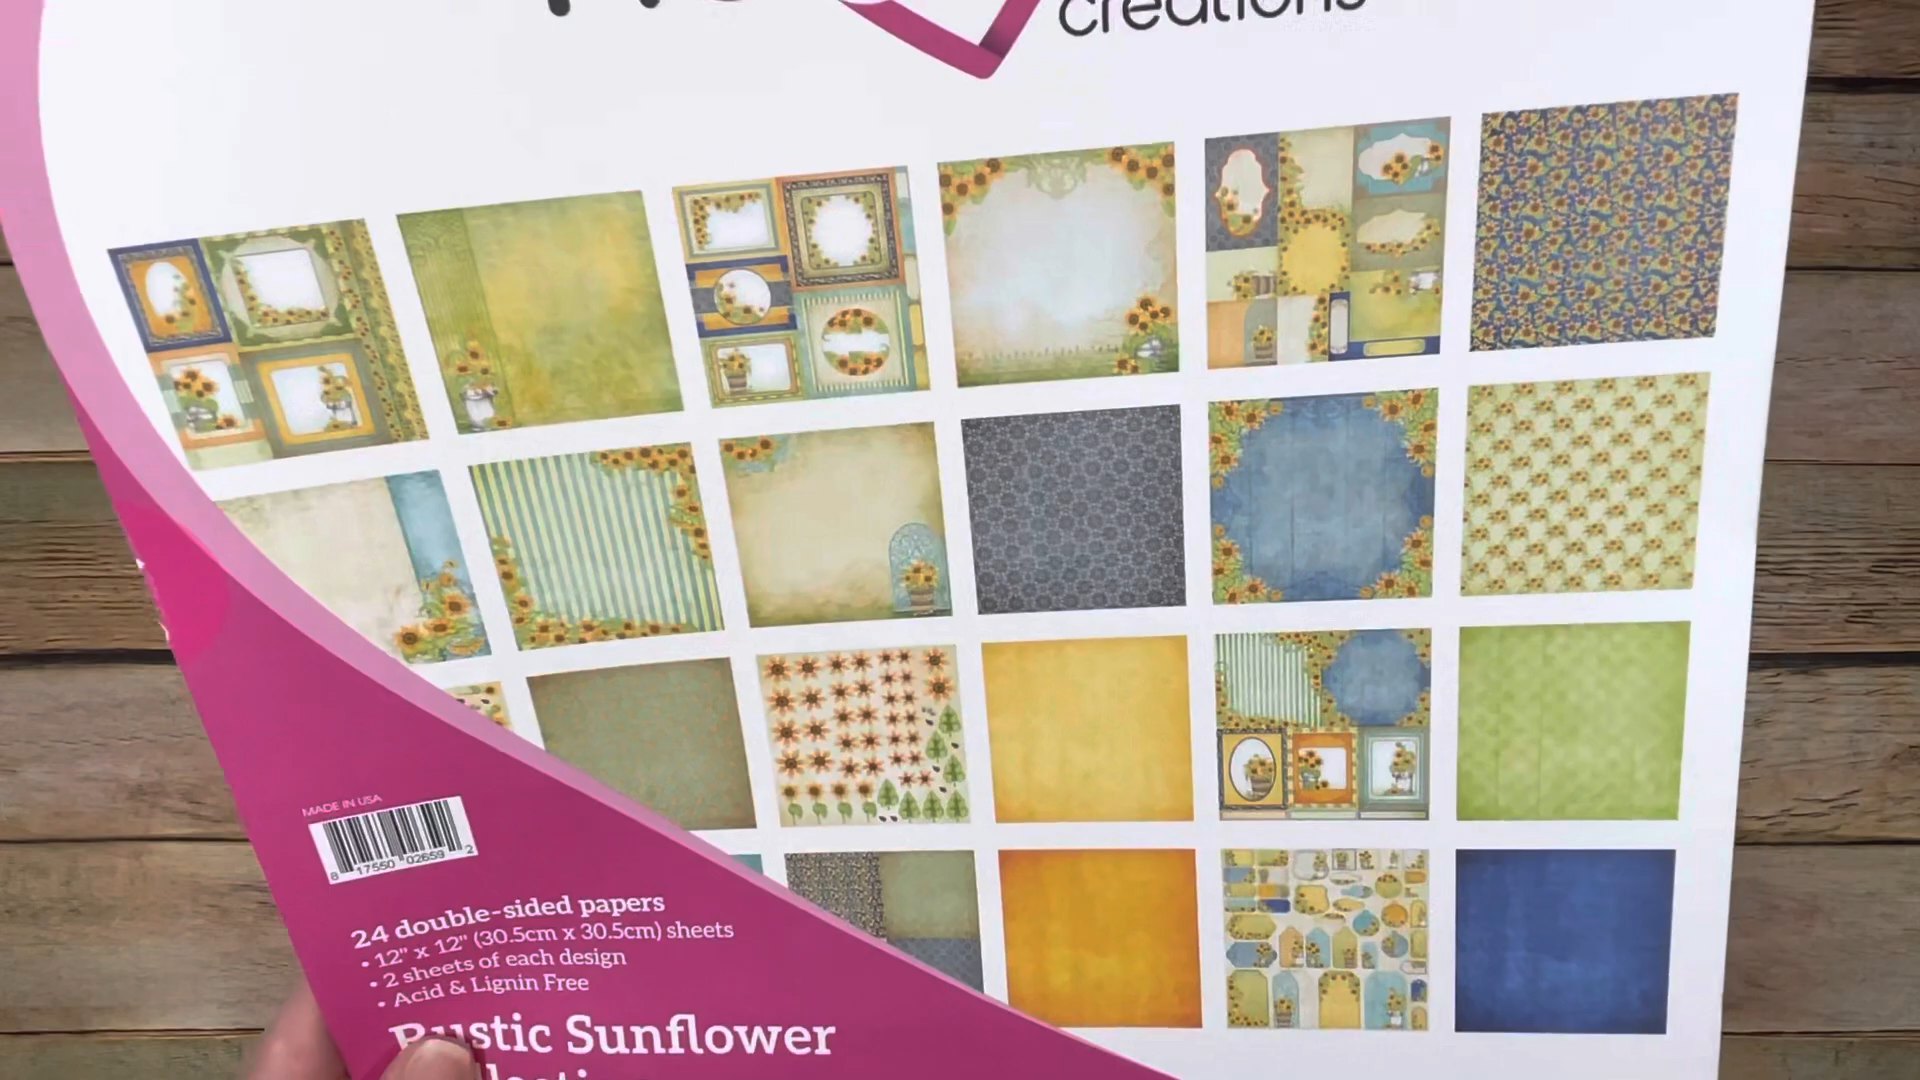 creations
MADE IN USA
8 17550 02659 2
24 double-sided papers
• 12" x 12" (30.5cm x 30.5cm) sheets
• 2 sheets of each design
• Acid & Lignin Free
Rustic Sunflower